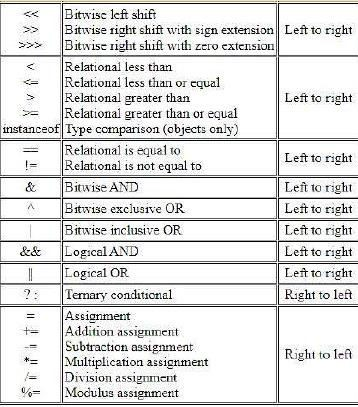 << Bitwise left shift
>> Bitwise right shift with sign extension Left to right
>>> Bitwise right shift with zero extension
< Relational less than
<= Relational less than or equal
> Relational greater than Left to right
>= Relational greater than or equal
instanceof Type comparison (objects only)
== Relational is equal to Left to right
!= Relational is not equal to
& Bitwise AND Left to right
^ Bitwise exclusive OR Left to right
| Bitwise inclusive OR Left to right
&& Logical AND Left to right
|| Logical OR Left to right
? : Ternary conditional Right to left
= Assignment
+= Addition assignment
-= Subtraction assignment Right to left
*= Multiplication assignment
/= Division assignment
%= Modulus assignment